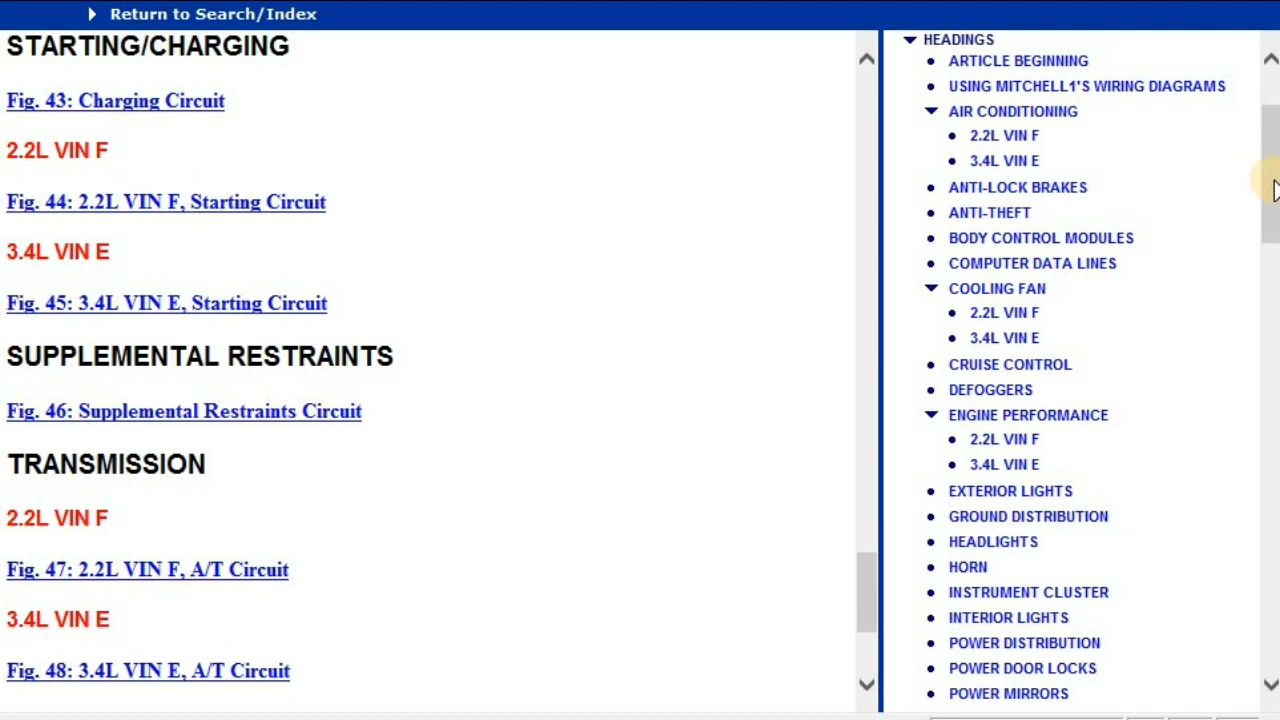 Return to Search/Index
STARTING/CHARGING
Fig. 43: Charging Circuit
2.2L VIN F
Fig. 44: 2.2L VIN F, Starting Circuit
3.4L VIN E
Fig. 45: 3.4L VIN E, Starting Circuit
SUPPLEMENTAL RESTRAINTS
Fig. 46: Supplemental Restraints Circuit
TRANSMISSION
2.2L VIN F
Fig. 47: 2.2L VIN F, A/T Circuit
3.4L VIN E
Fig. 48: 3.4L VIN E, A/T Circuit
HEADINGS
ARTICLE BEGINNING
USING MITCHELL1'S WIRING DIAGRAMS
AIR CONDITIONING
2.2L VIN F
3.4L VIN E
ANTI-LOCK BRAKES
ANTI-THEFT
BODY CONTROL MODULES
COMPUTER DATA LINES
COOLING FAN
2.2L VIN F
3.4L VIN E
CRUISE CONTROL
DEFOGGERS
ENGINE PERFORMANCE
2.2L VIN F
3.4L VIN E
EXTERIOR LIGHTS
GROUND DISTRIBUTION
HEADLIGHTS
HORN
INSTRUMENT CLUSTER
INTERIOR LIGHTS
POWER DISTRIBUTION
POWER DOOR LOCKS
POWER MIRRORS